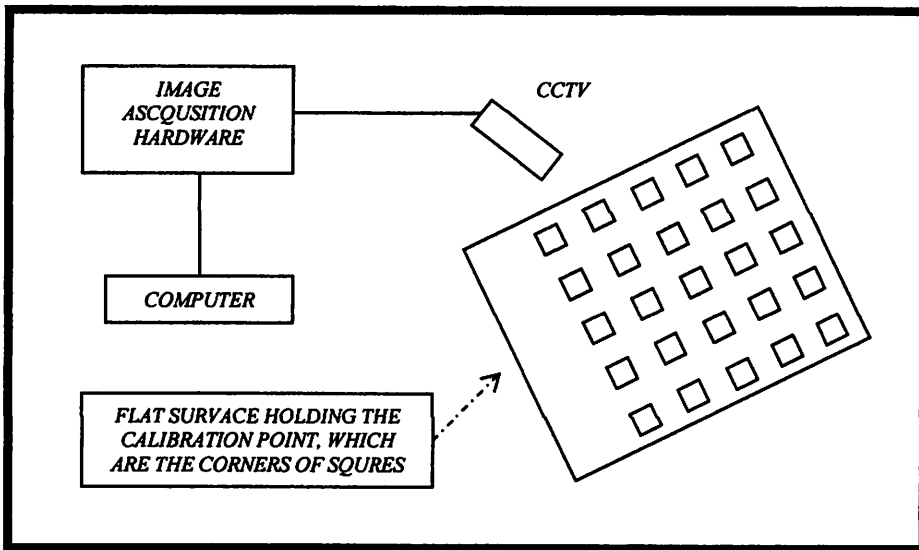 IMAGE
ASCQUSITION
HARDWARE
CCTV
COMPUTER
FLAT SURVACE HOLDING THE
CALIBRATION POINT, WHICH
ARE THE CORNERS OF SQURES